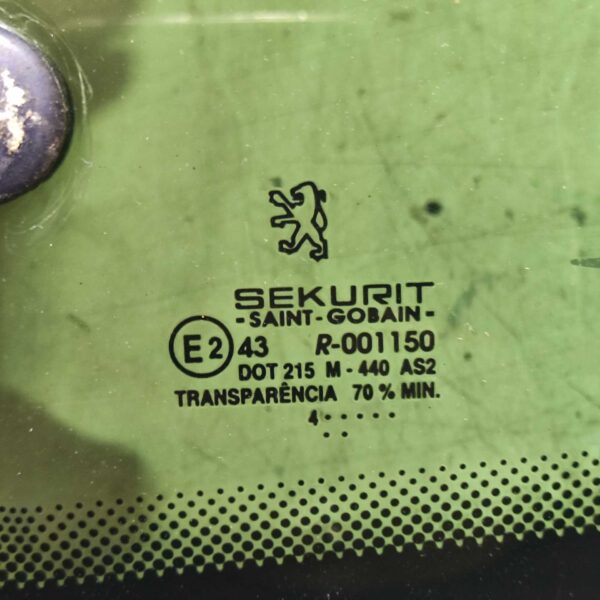 SEKURIT
- SAINT - GOBAIN -
E2 43 R-001150
DOT 215 M - 440 AS2
TRANSPARÊNCIA 70 % MIN.
4 . . . . .
. .